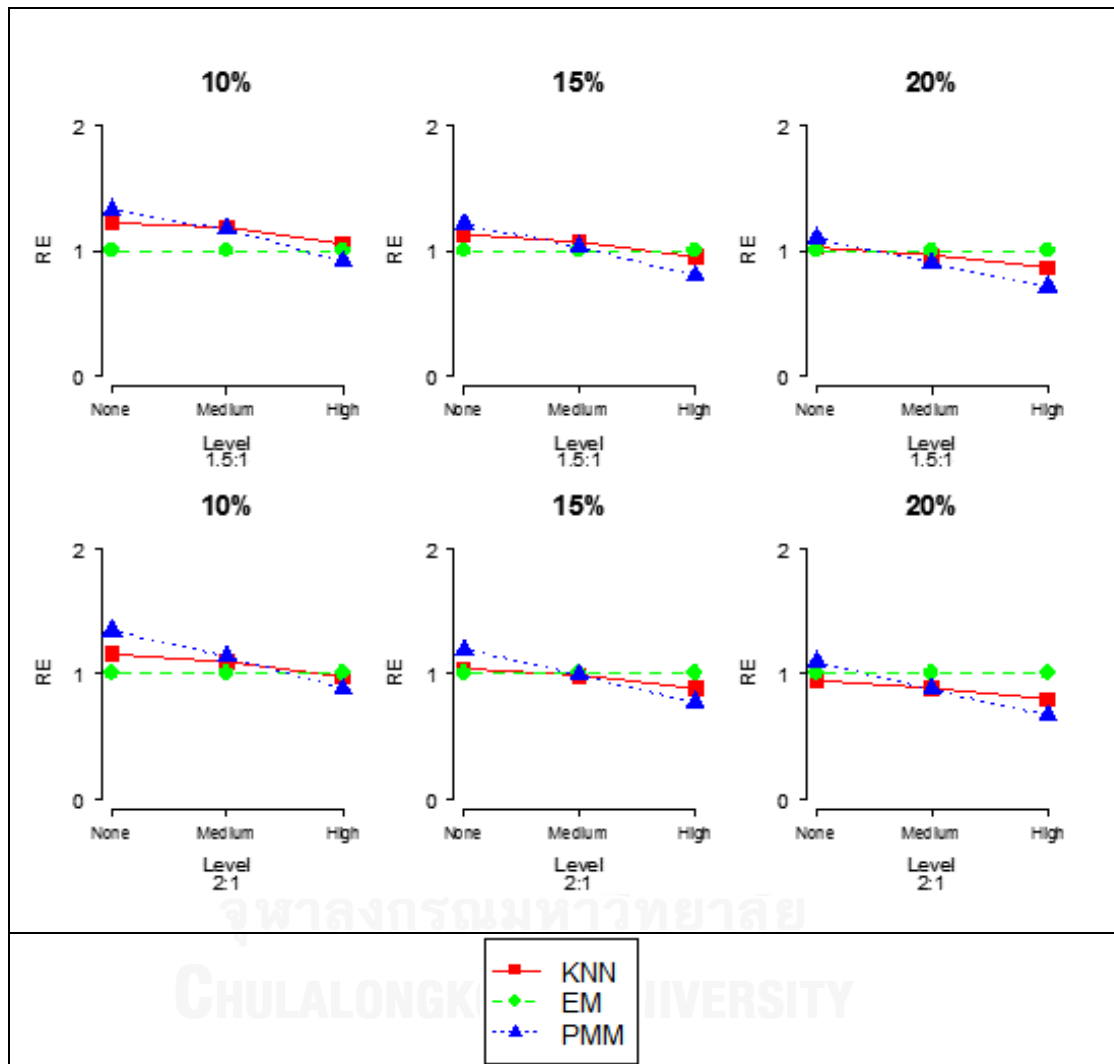 10% 15% 20%
2 2 2
RE 1 RE 1 RE 1
0 0 0
None Medium High None Medium High None Medium High
Level Level Level
1.5:1 1.5:1 1.5:1
10% 15% 20%
2 2 2
RE 1 RE 1 RE 1
0 0 0
None Medium High None Medium High None Medium High
Level Level Level
2:1 2:1 2:1
จุฬาลงกรณ์มหาวิทยาลัย
KNN
EM
PMM
CHULALONGKO NIVERSITY